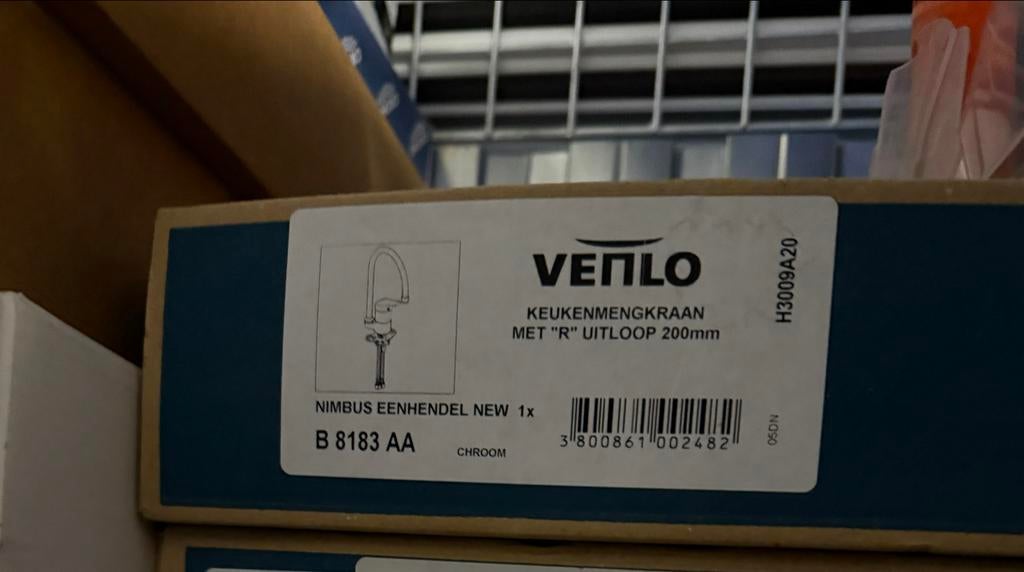 VENLO
KEUKENMENGKRAAN
MET "R" UITLOOP 200mm
H3009A20
NIMBUS EENHENDEL NEW 1x
B 8183 AA
CHROOM
3 800861 002482
05DN